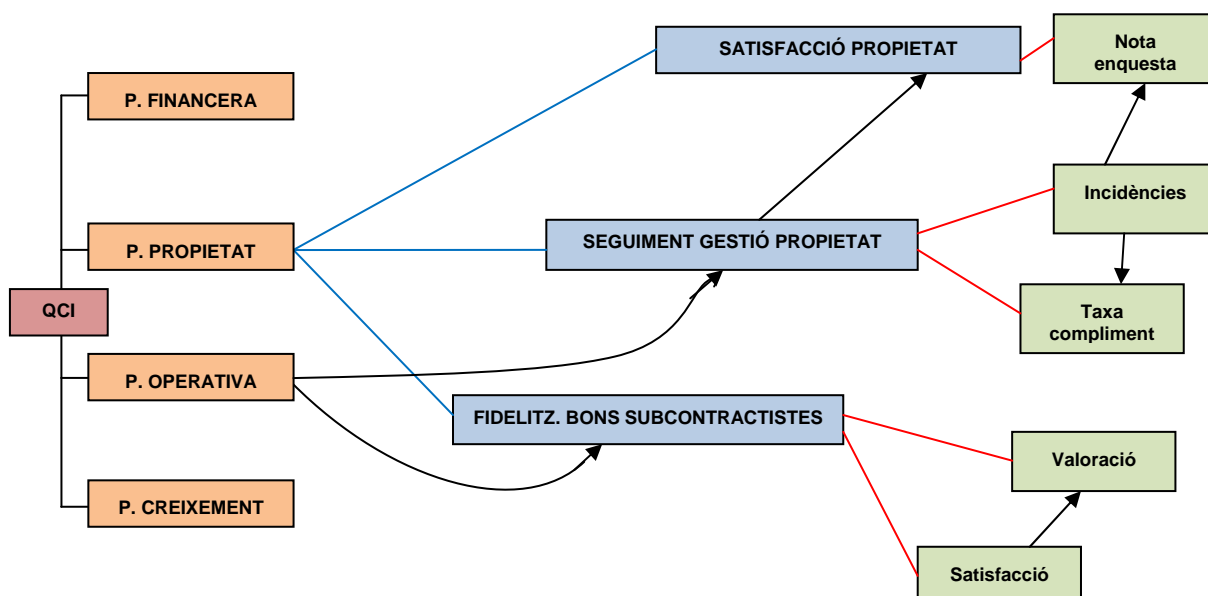 SATISFACCIÓ PROPIETAT
Nota
enquesta
P. FINANCERA
Incidències
P. PROPIETAT
SEGUIMENT GESTIÓ PROPIETAT
QCI
Taxa
compliment
P. OPERATIVA
FIDELITZ. BONS SUBCONTRACTISTES
Valoració
P. CREIXEMENT
Satisfacció